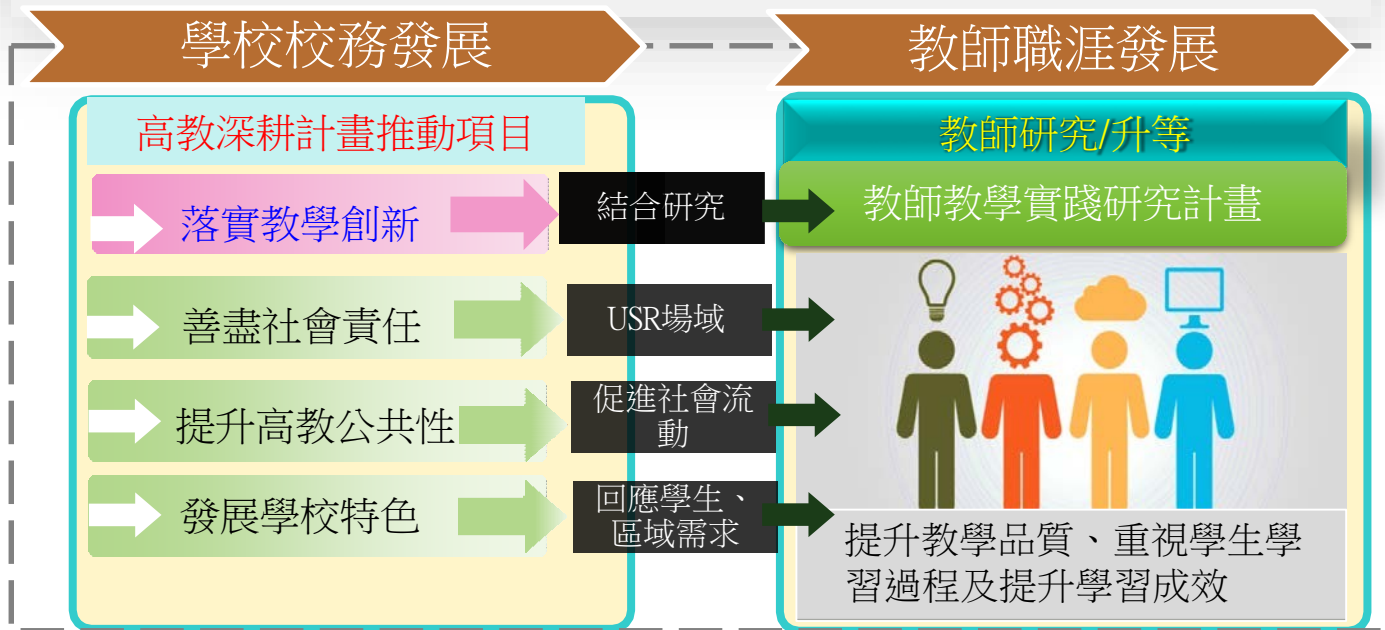 學校校務發展
教師職涯發展
高教深耕計畫推動項目
落實教學創新
善盡社會責任
提升高教公共性
發展學校特色
結合研究
USR場域
促進社會流
動
回應學生、
區域需求
教師研究/升等
教師教學實踐研究計畫
提升教學品質、重視學生學
習過程及提升學習成效